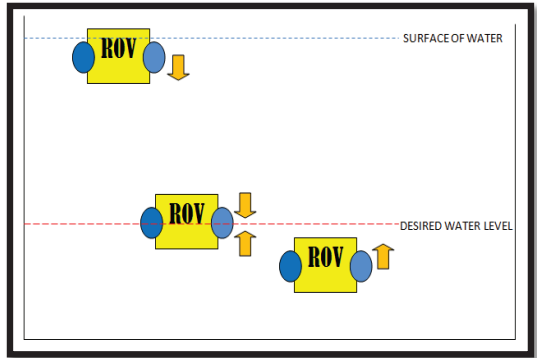 ROV
SURFACE OF WATER
ROV
DESIRED WATER LEVEL
ROV